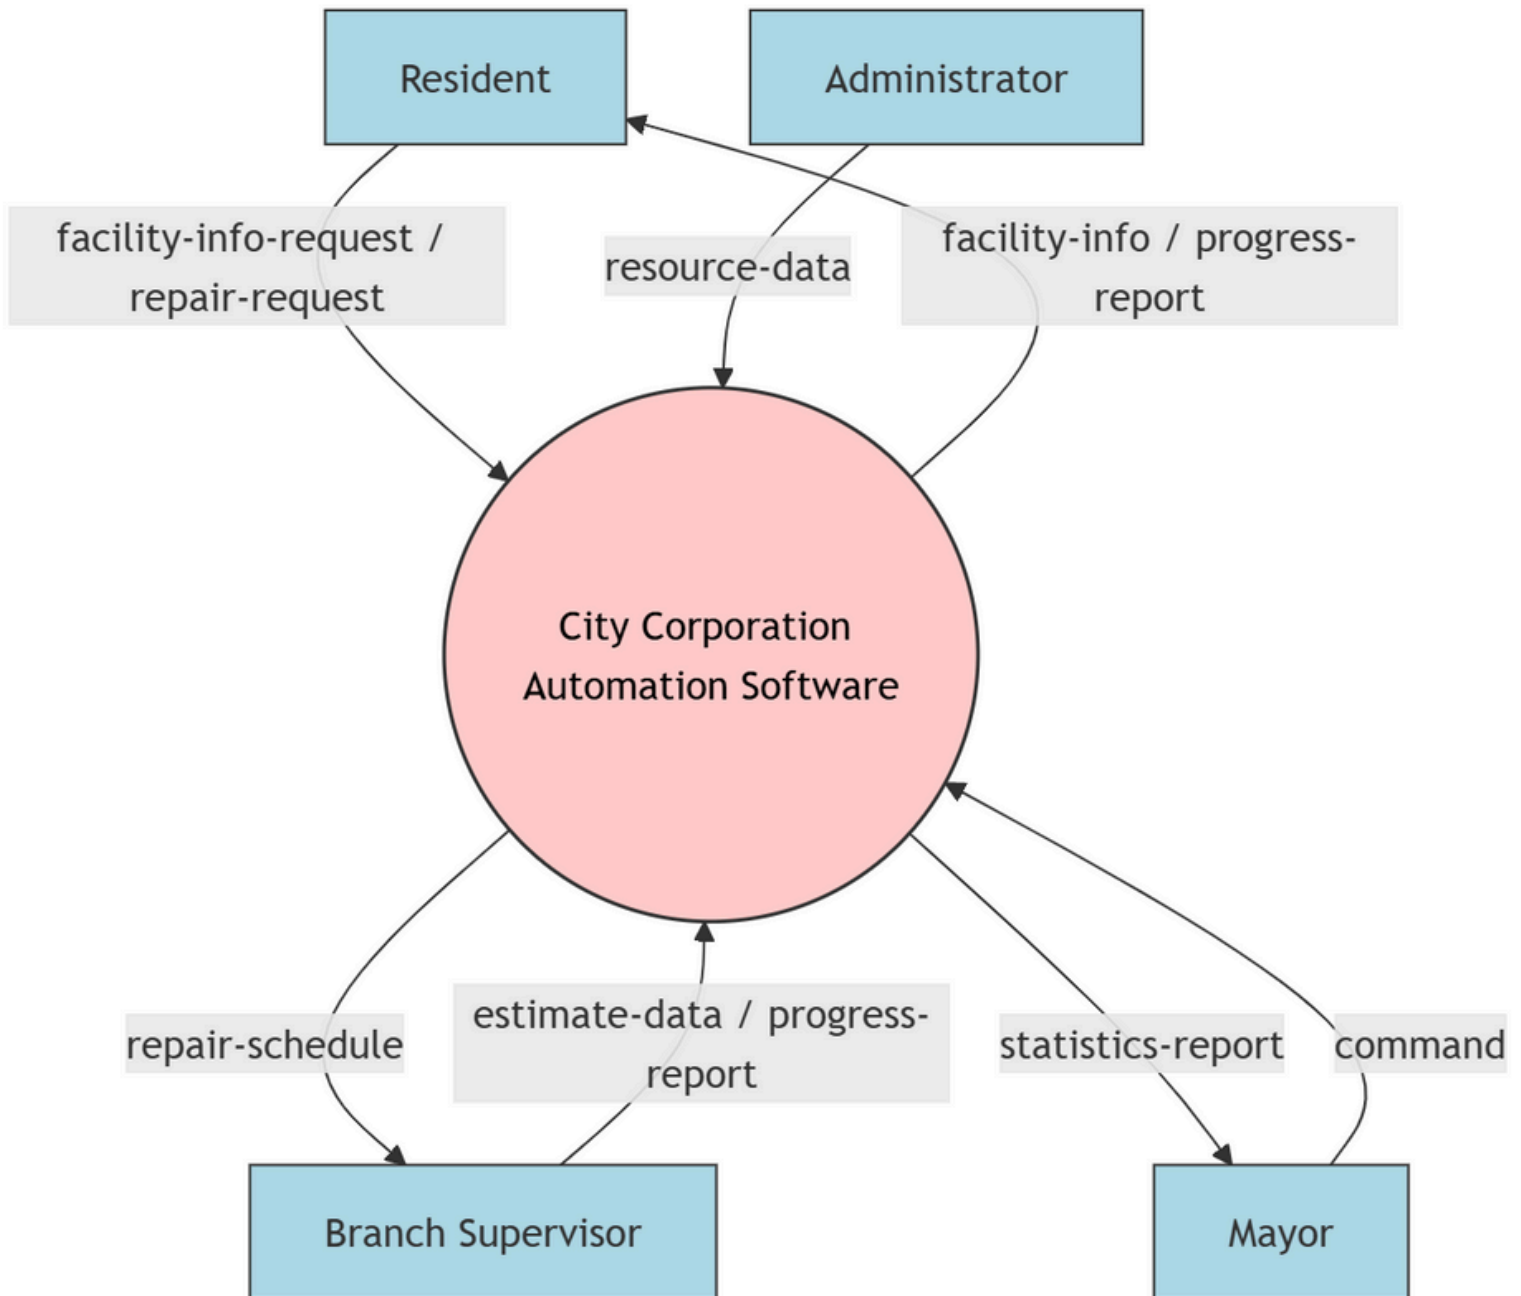 Resident
Administrator
facility-info-request /
repair-request
resource-data
facility-info / progress-
report
City Corporation
Automation Software
repair-schedule
estimate-data / progress-
report
statistics-report
command
Branch Supervisor
Mayor